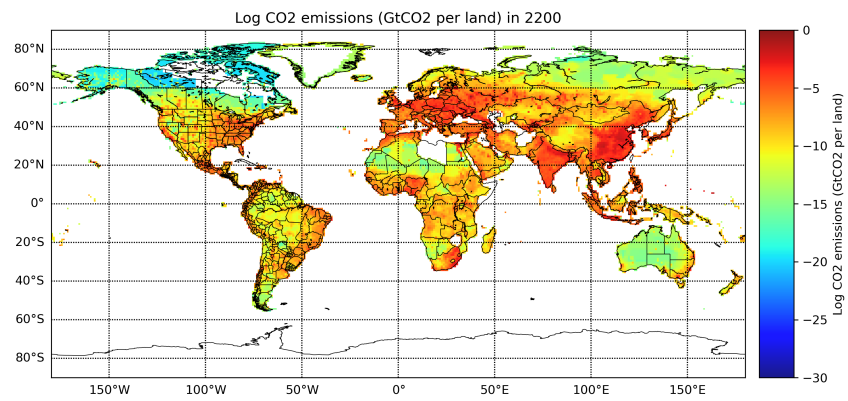 Log CO2 emissions (GtCO2 per land) in 2200
80°N
60°N
40°N
20°N
0°
20°S
40°S
60°S
80°S
150°W
100°W
50°W
0°
50°E
100°E
150°E
0
−5
−10
−15
−20
−25
−30
Log CO2 emissions (GtCO2 per land)